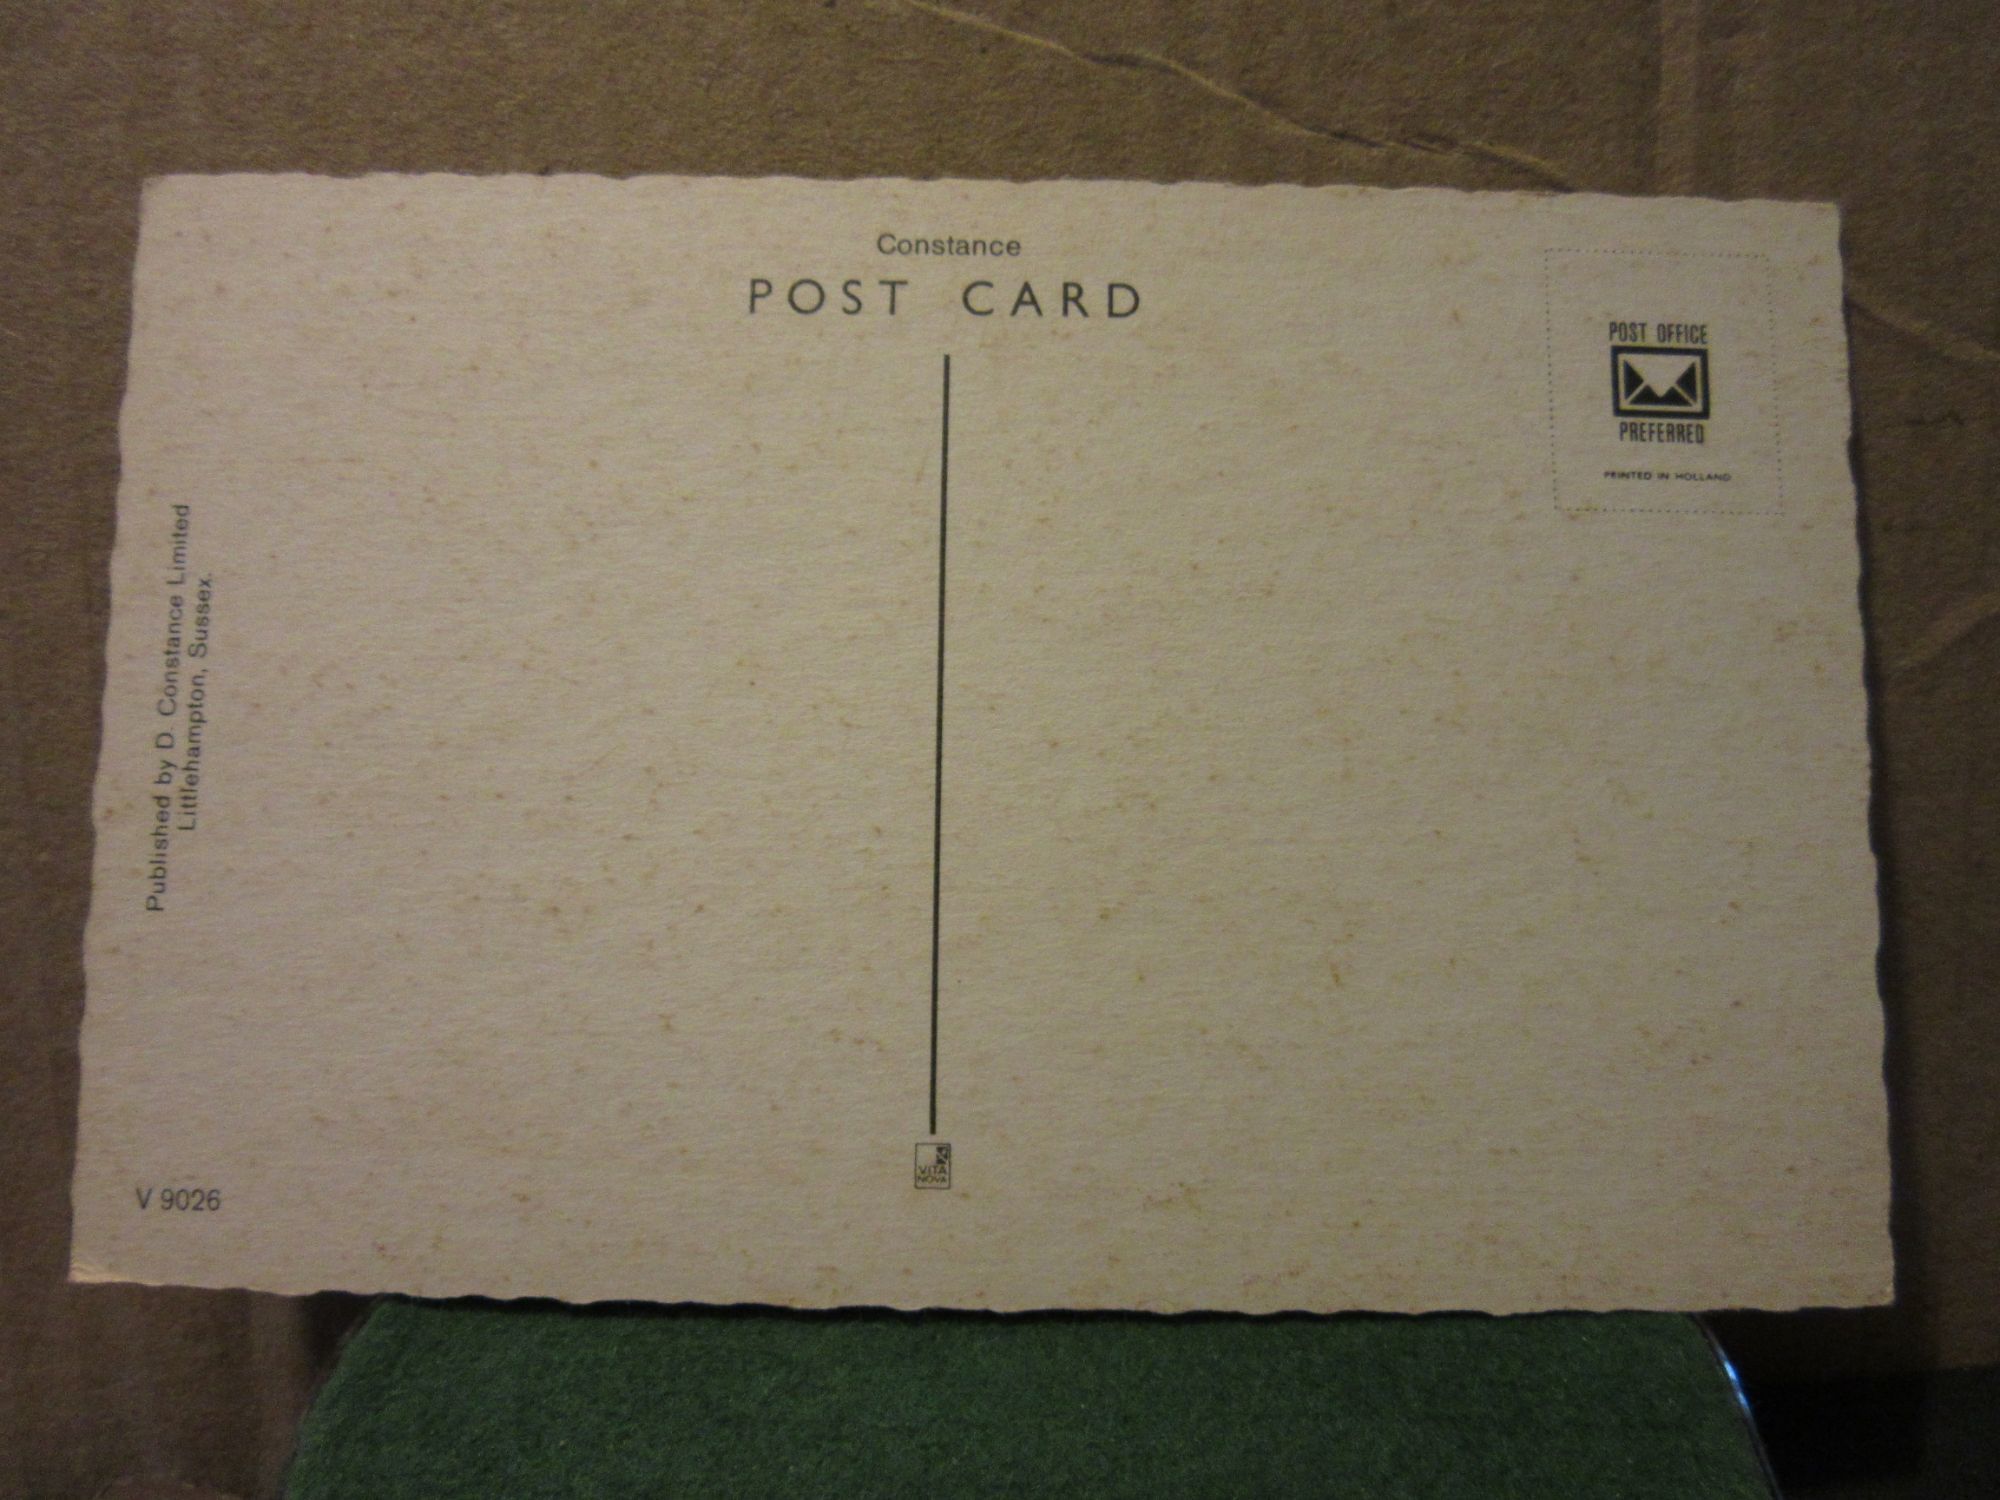 Constance
POST CARD
POST OFFICE
PREFERRED
PRINTED IN HOLLAND
Published by D. Constance Limited
Littlehampton, Sussex.
VITA
NOVA
V 9026